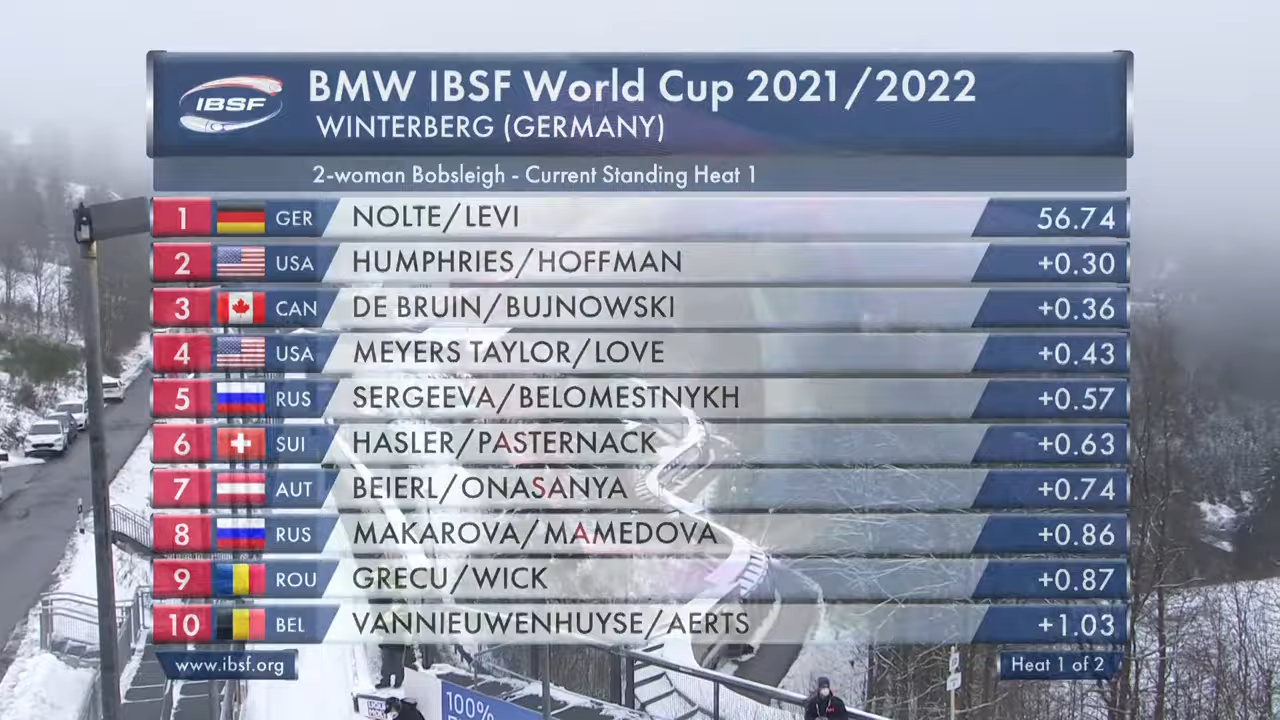 IBSF
BMW IBSF World Cup 2021/2022
WINTERBERG (GERMANY)
2-woman Bobsleigh - Current Standing Heat 1
1 GER NOLTE/LEVI 56.74
2 USA HUMPHRIES/HOFFMAN +0.30
3 CAN DE BRUIN/BUJNOWSKI +0.36
4 USA MEYERS TAYLOR/LOVE +0.43
5 RUS SERGEEVA/BELOMESTNYKH +0.57
6 SUI HASLER/PASTERNACK +0.63
7 AUT BEIERL/ONASANYA +0.74
8 RUS MAKAROVA/MAMEDOVA +0.86
9 ROU GRECU/WICK +0.87
10 BEL VANNIEUWENHUYSE/AERTS +1.03
www.ibsf.org Heat 1 of 2
100%